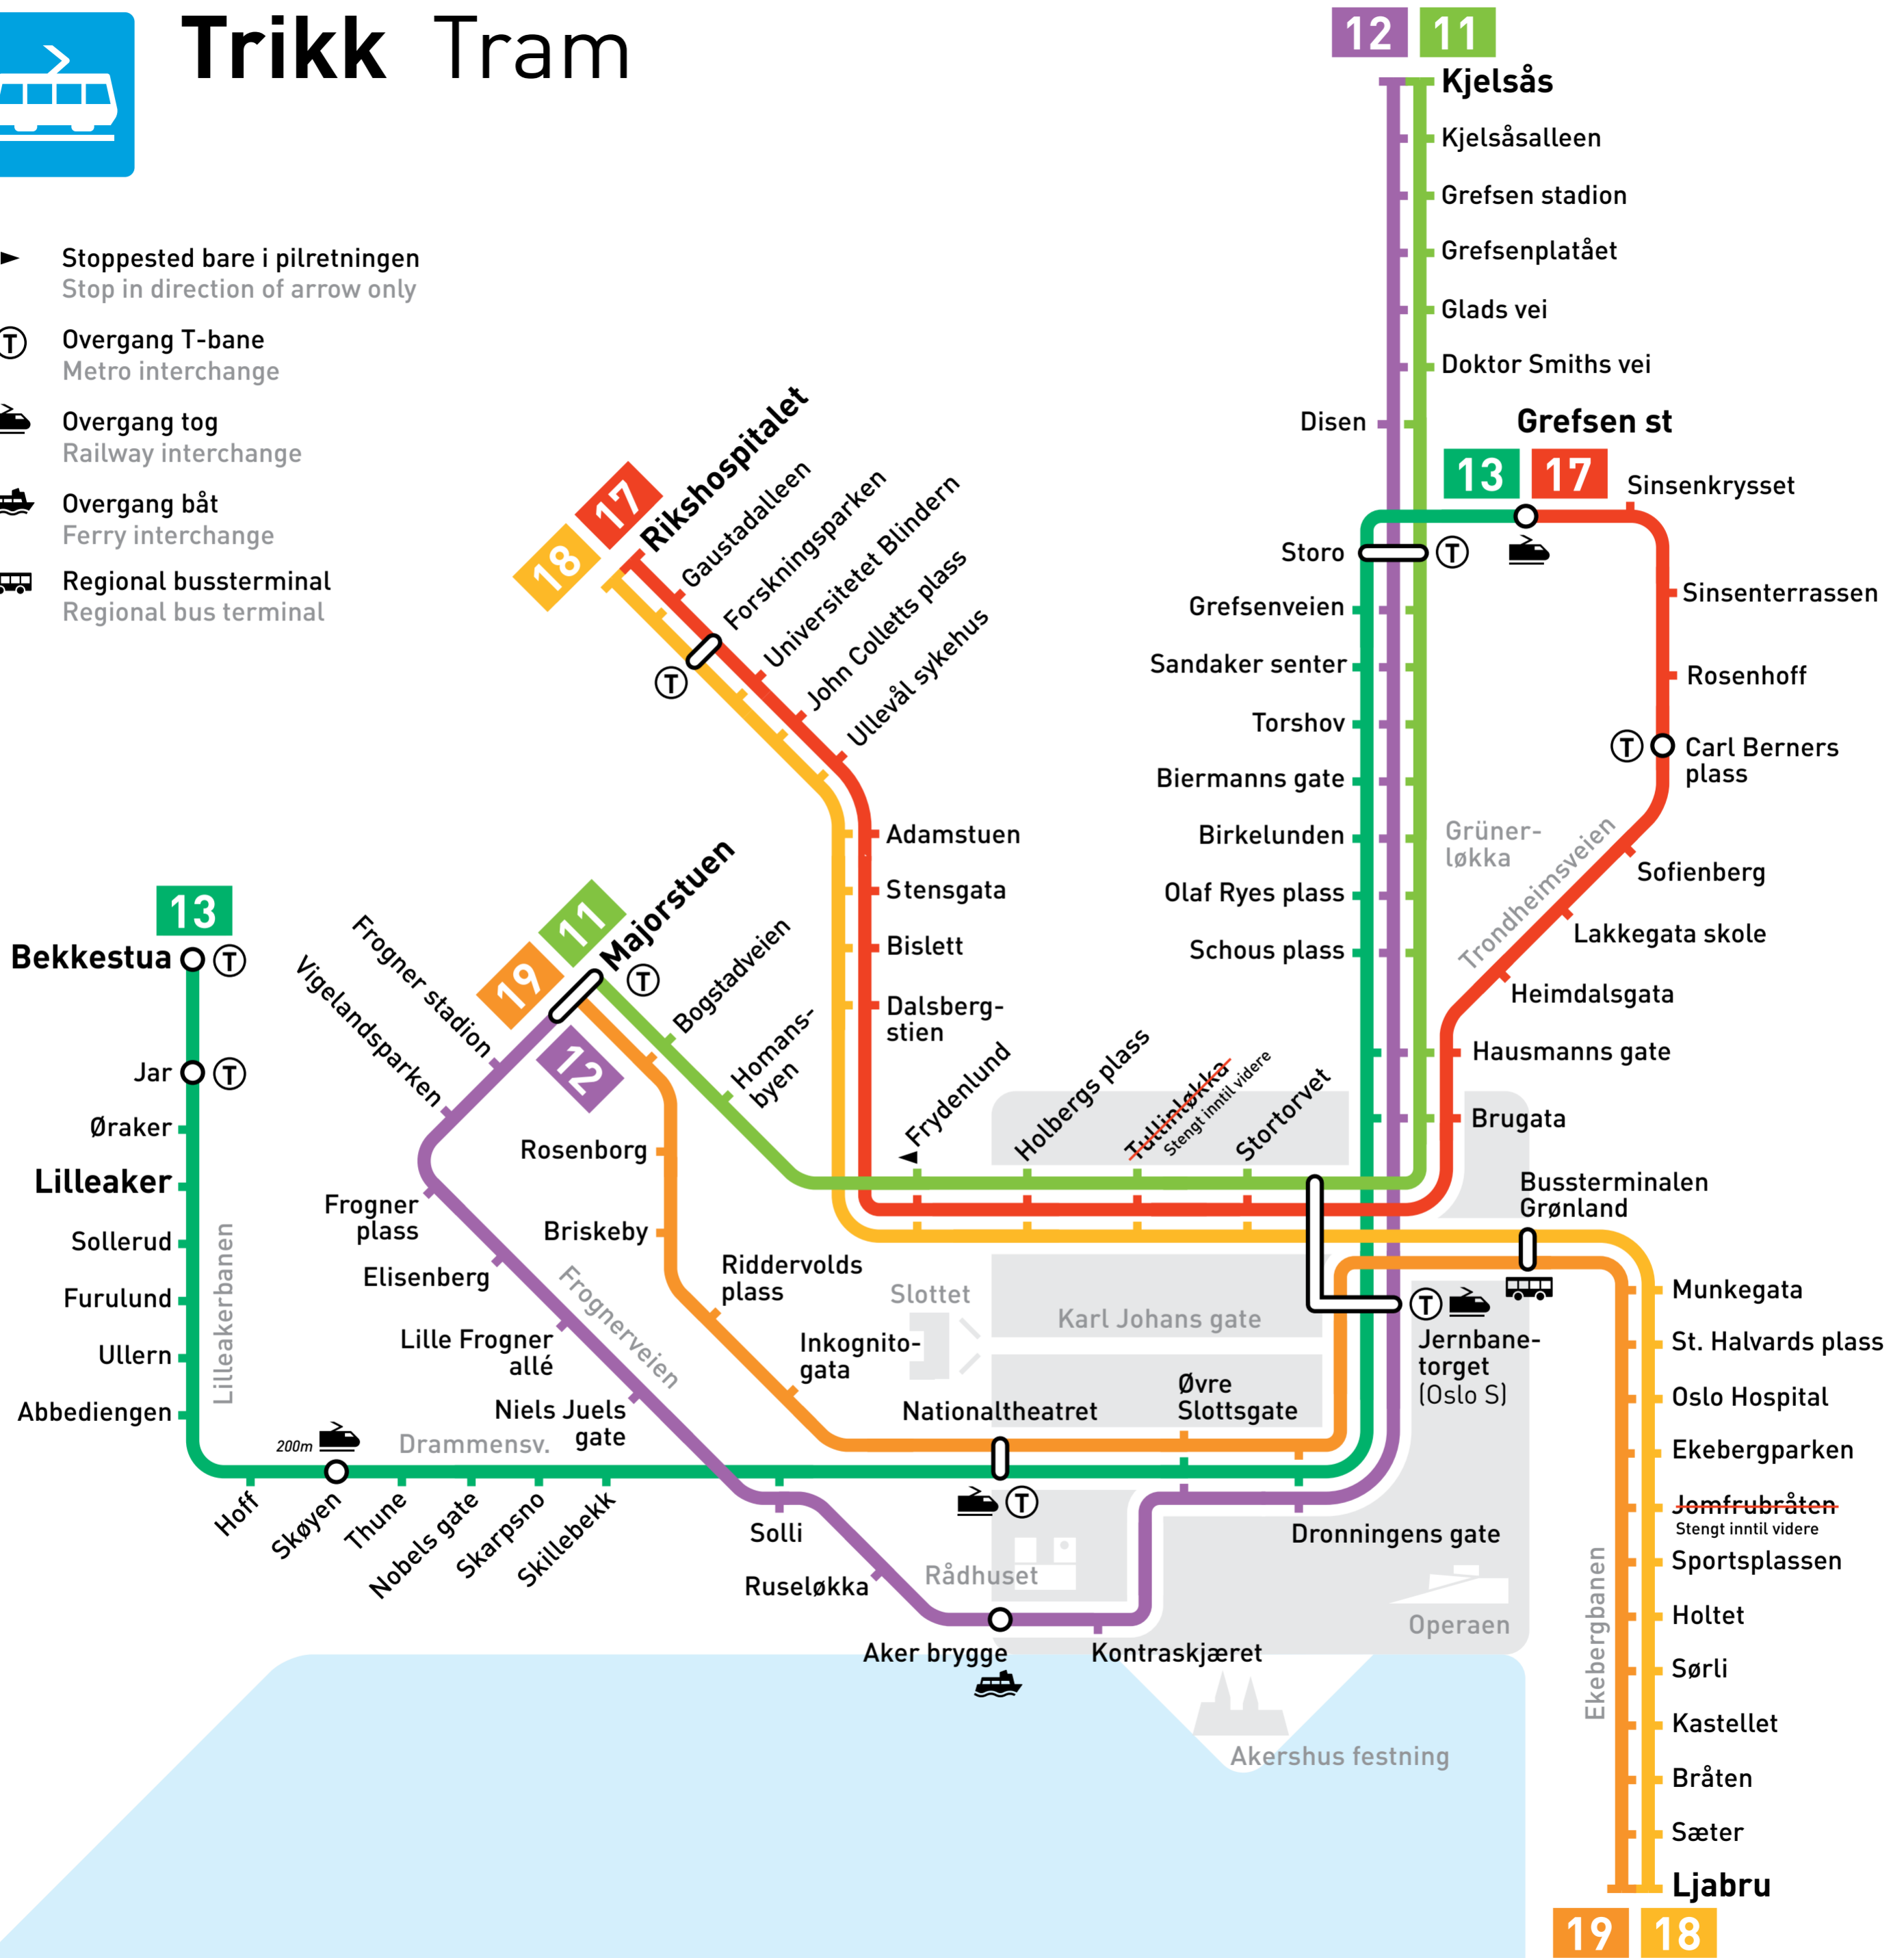 Trikk Tram
Stoppested bare i pilretningen
Stop in direction of arrow only
T
Overgang T-bane
Metro interchange
Overgang tog
Railway interchange
Overgang båt
Ferry interchange
Regional bussterminal
Regional bus terminal
12 11
Kjelsås
Kjelsåsalleen
Grefsen stadion
Grefsenplatået
Glads vei
Doktor Smiths vei
Disen
Grefsen st
13 17
Sinsenkrysset
Storo
T
Grefsenveien
Sandaker senter
Torshov
Biermanns gate
Birkelunden
Olaf Ryes plass
Schous plass
Grüner-
løkka
Sinsenterrassen
Rosenhoff
T
Carl Berners
plass
Trondheimsveien
Sofienberg
Lakkegata skole
Heimdalsgata
Hausmanns gate
Brugata
18 17
Rikshospitalet
Gaustadalleen
Forskningsparken
T
Universitetet Blindern
John Colletts plass
Ullevål sykehus
Adamstuen
Stensgata
Bislett
Dalsberg-
stien
Frydenlund
Holbergs plass
Tullinløkka
Stengt inntil videre
Stortorvet
19 11
Majorstuen
T
12
Bogstadveien
Homans-
byen
Frogner stadion
Vigelandsparken
Frogner
plass
Elisenberg
Lille Frogner
allé
Niels Juels
gate
Frognerveien
Rosenborg
Briskeby
Riddervolds
plass
Inkognito-
gata
Slottet
Karl Johans gate
Nationaltheatret
T
Øvre
Slottsgate
Dronningens gate
T
Jernbane-
torget
(Oslo S)
Bussterminalen
Grønland
13
Bekkestua
T
Jar
T
Øraker
Lilleaker
Sollerud
Furulund
Ullern
Abbediengen
Lilleakerbanen
200m
Drammensv.
Hoff
Skøyen
Thune
Nobels gate
Skarpsno
Skillebekk
Solli
Ruseløkka
Rådhuset
Aker brygge
Kontraskjæret
Operaen
Akershus festning
Munkegata
St. Halvards plass
Oslo Hospital
Ekebergparken
Jomfrubråten
Stengt inntil videre
Sportsplassen
Holtet
Sørli
Kastellet
Bråten
Sæter
Ljabru
Ekebergbanen
19 18